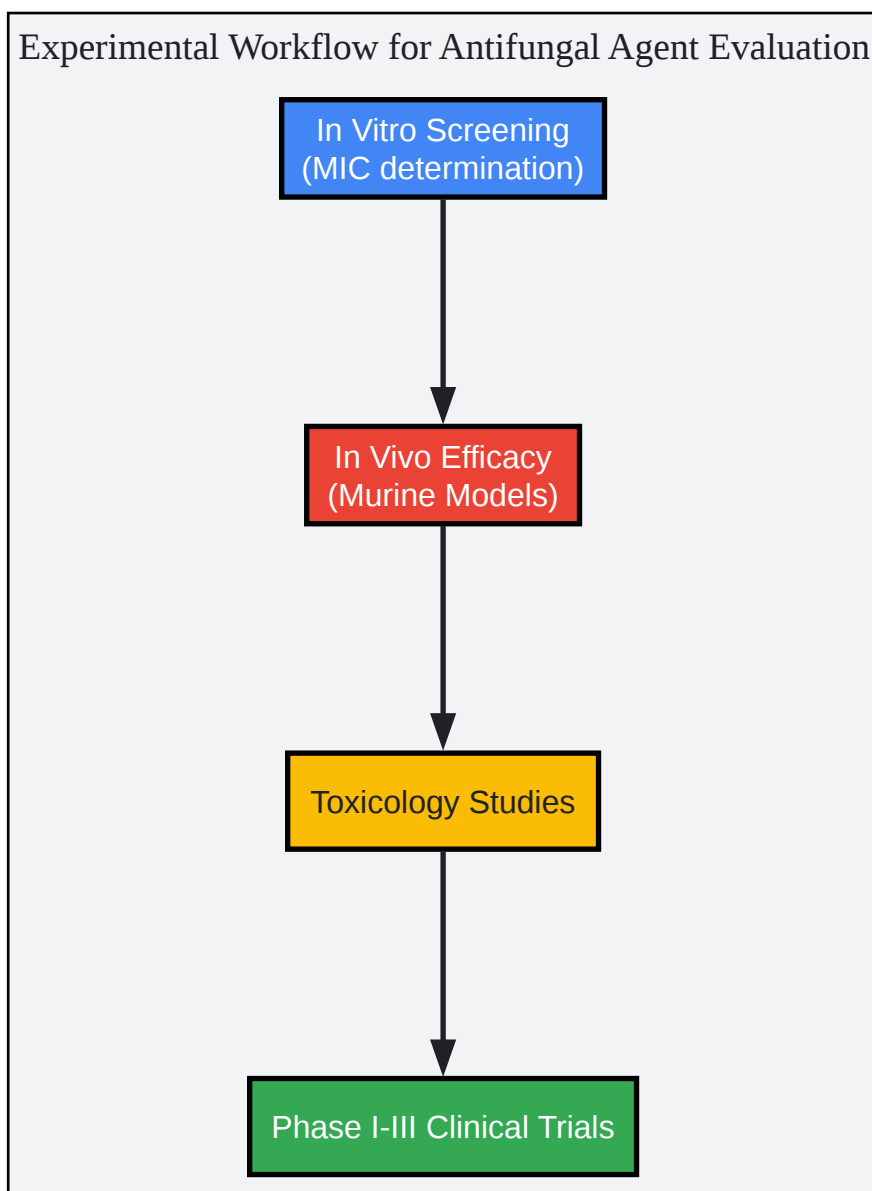 Experimental Workflow for Antifungal Agent Evaluation
In Vitro Screening
(MIC determination)
In Vivo Efficacy
(Murine Models)
Toxicology Studies
Phase I-III Clinical Trials